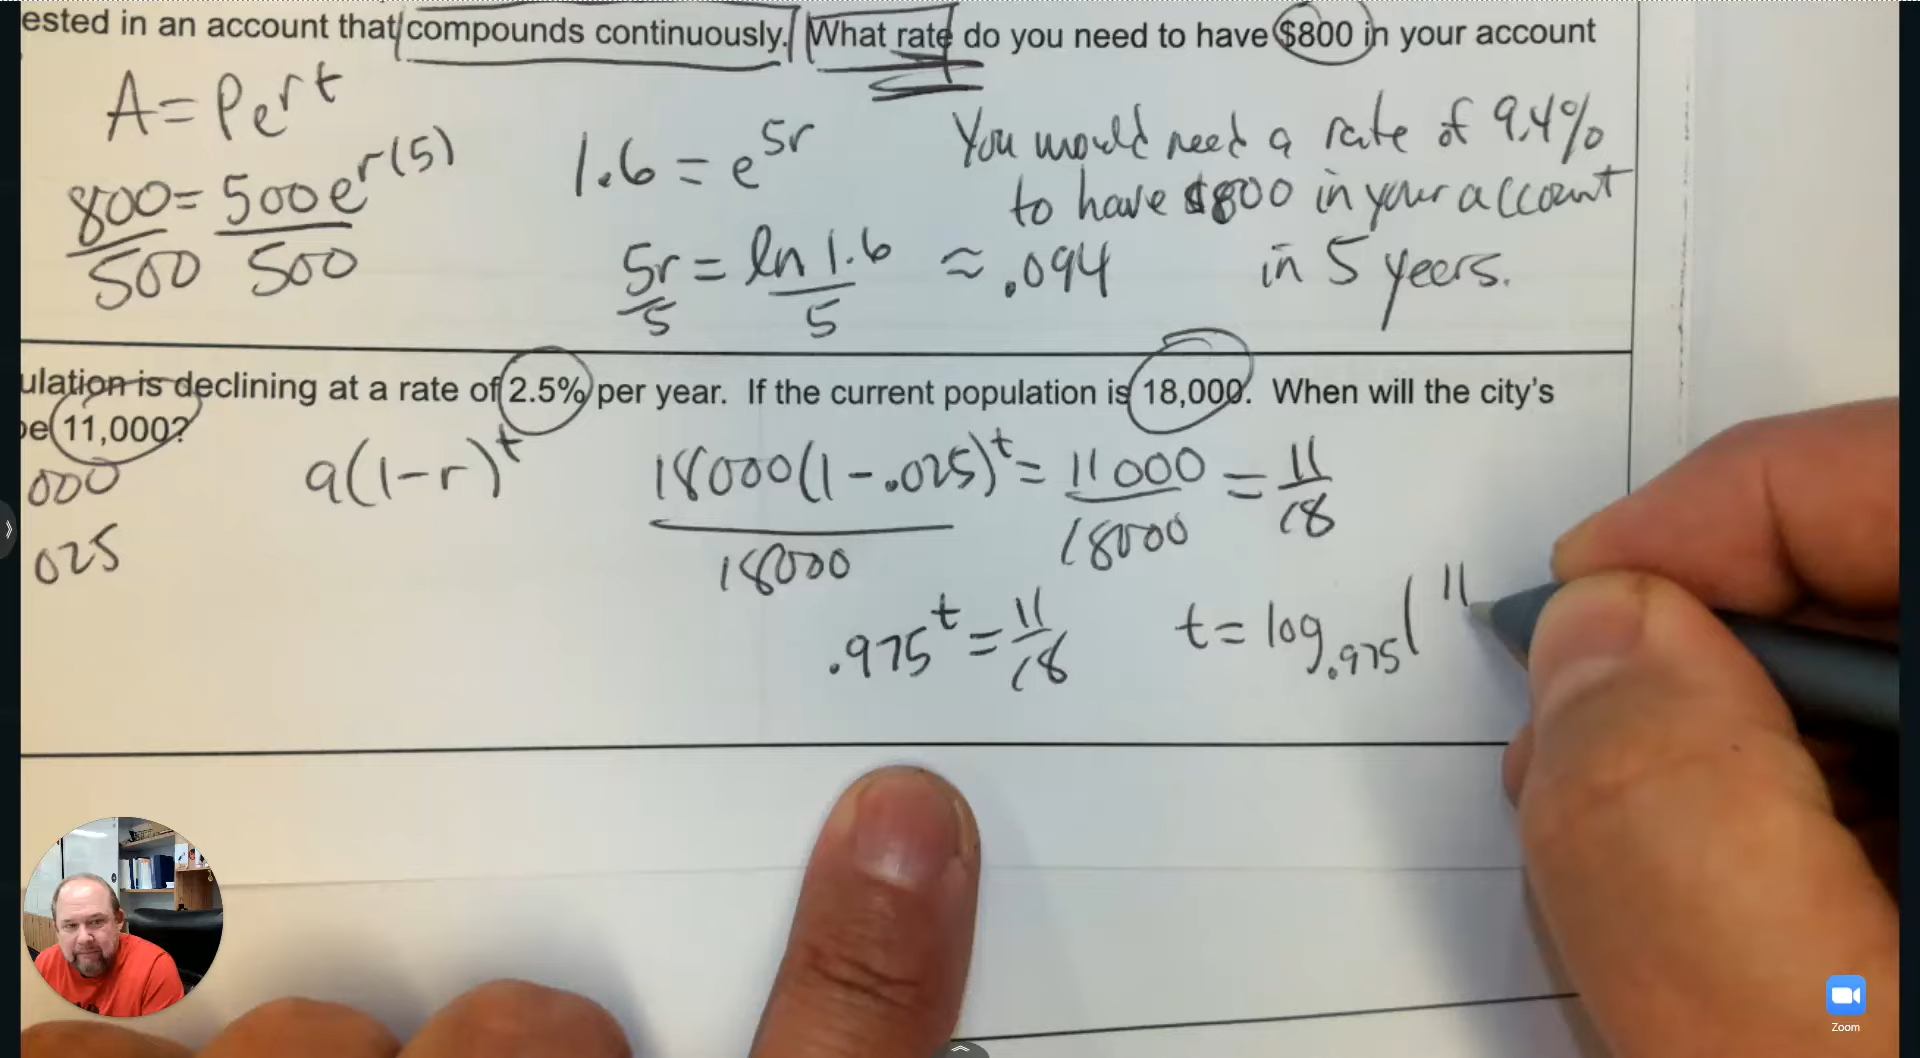 ested in an account that compounds continuously. What rate do you need to have $800 in your account
A = Pe^rt
800 = 500e^r(5)
500 500
1.6 = e^5r
5r = ln 1.6 ≈ .094
5 5
You would need a rate of 9.4%
to have $800 in your account
in 5 yeers.
ulation is declining at a rate of 2.5% per year. If the current population is 18,000. When will the city's
be 11,000?
000
025
a(1-r)^t
18000(1-.025)^t = 11000 = 11
18000 18000 18
.975^t = 11/18
t = log.975( 11
Zoom